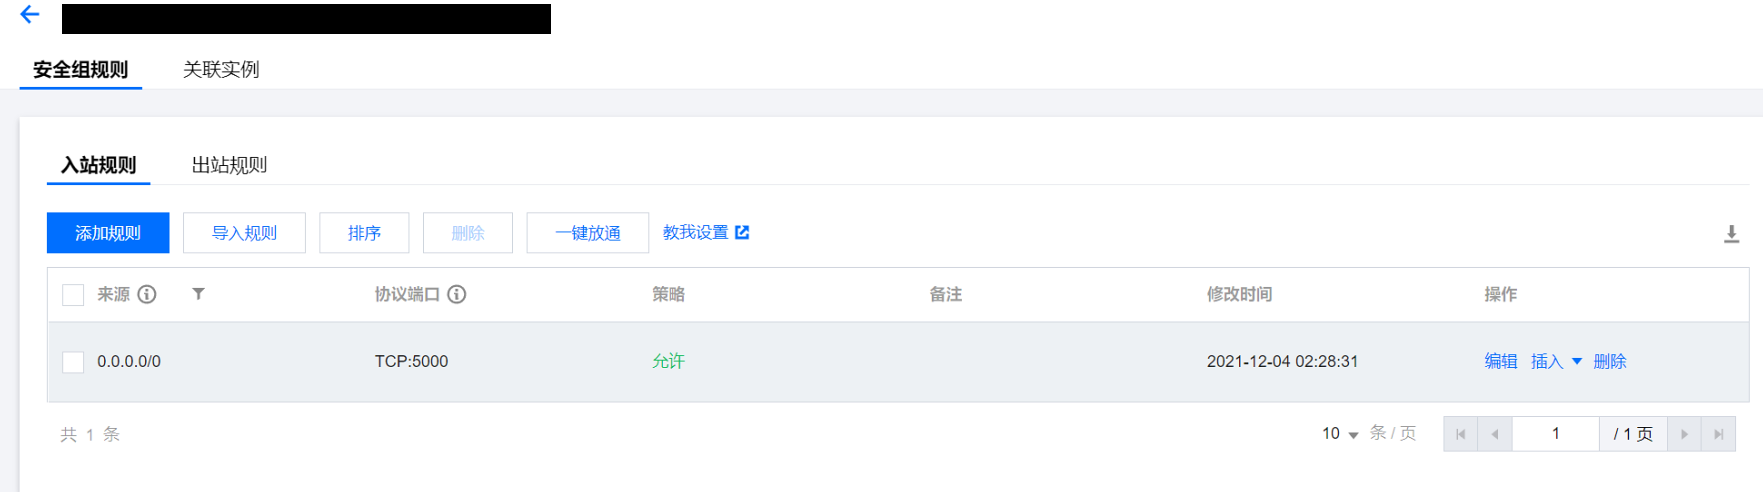 安全组规则 关联实例
入站规则 出站规则
添加规则 导入规则 排序 删除 一键放通 教我设置
来源 协议端口 策略 备注 修改时间 操作
0.0.0.0/0 TCP:5000 允许 2021-12-04 02:28:31 编辑 插入 删除
共 1 条 10 条 / 页 1 / 1 页